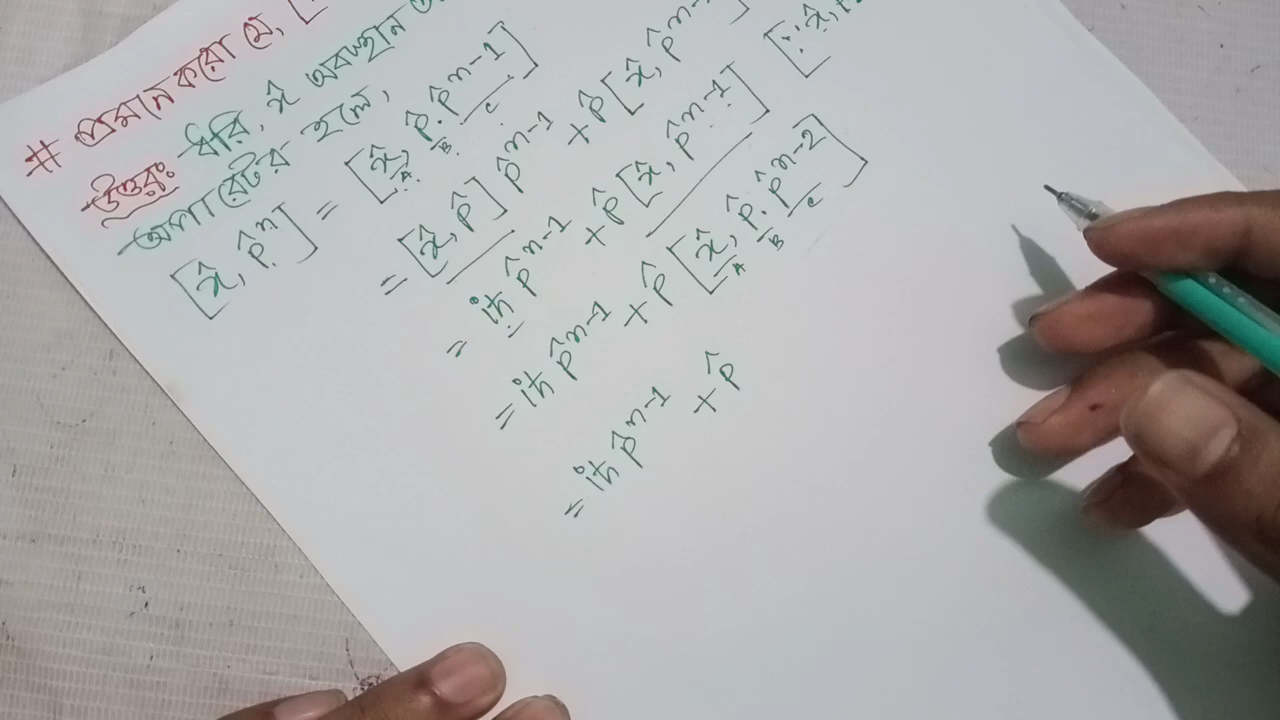 # প্রমান করো যে, [
উত্তরঃ ধরি, x̂ অবস্থান
অপারেটর হলে,
[x̂, p̂ⁿ] = [x̂, p̂.p̂ⁿ⁻¹]
A B C
= [x̂, p̂] p̂ⁿ⁻¹ + p̂[x̂, p̂ⁿ⁻¹]
= iħ p̂ⁿ⁻¹ + p̂[x̂, p̂ⁿ⁻¹] [∵ x̂,
= iħ p̂ⁿ⁻¹ + p̂ [x̂, p̂.p̂ⁿ⁻²]
A B C
= iħ p̂ⁿ⁻¹ + p̂